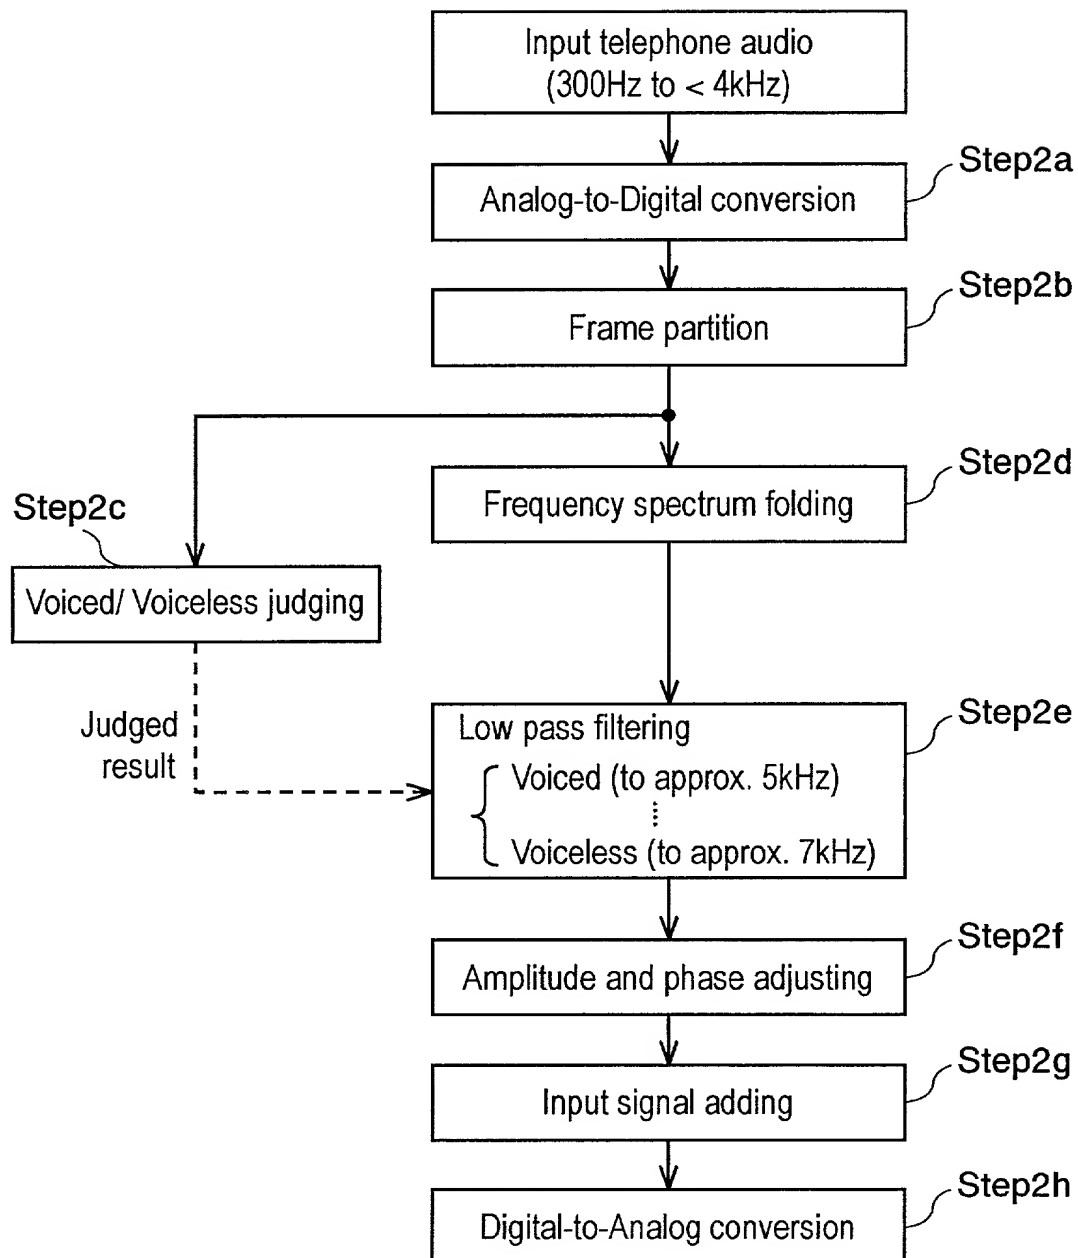 Input telephone audio
(300Hz to < 4kHz)
Step2a
Analog-to-Digital conversion
Step2b
Frame partition
Step2d
Frequency spectrum folding
Step2c
Voiced/ Voiceless judging
Judged
result
Step2e
Low pass filtering
Voiced (to approx. 5kHz)
Voiceless (to approx. 7kHz)
Step2f
Amplitude and phase adjusting
Step2g
Input signal adding
Step2h
Digital-to-Analog conversion